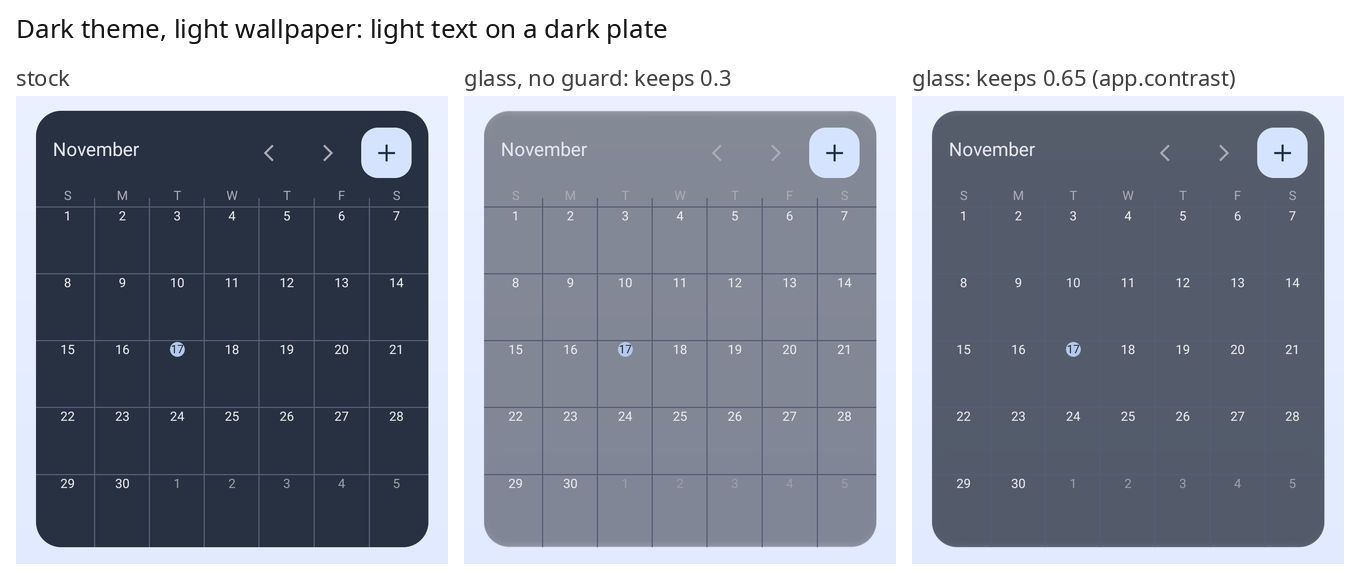 Dark theme, light wallpaper: light text on a dark plate
stock
November
+
S M T W T F S
1 2 3 4 5 6 7
8 9 10 11 12 13 14
15 16 17 18 19 20 21
22 23 24 25 26 27 28
29 30 1 2 3 4 5
glass, no guard: keeps 0.3
November
+
S M T W T F S
1 2 3 4 5 6 7
8 9 10 11 12 13 14
15 16 17 18 19 20 21
22 23 24 25 26 27 28
29 30 1 2 3 4 5
glass: keeps 0.65 (app.contrast)
November
+
S M T W T F S
1 2 3 4 5 6 7
8 9 10 11 12 13 14
15 16 17 18 19 20 21
22 23 24 25 26 27 28
29 30 1 2 3 4 5